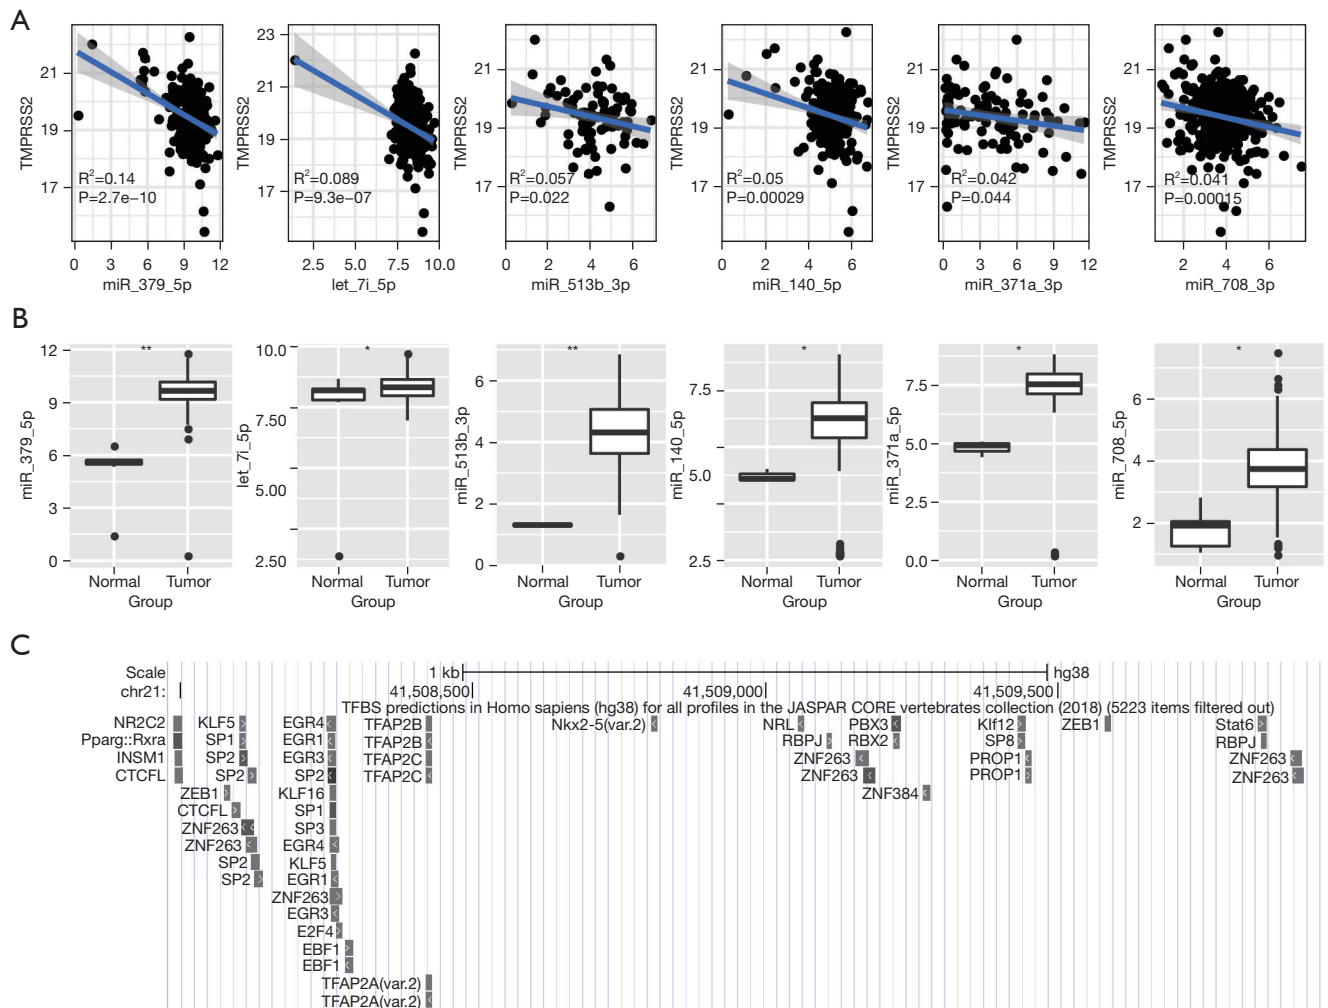 A
TMPRSS2
21
19
17
R²=0.14
P=2.7e−10
0 3 6 9 12
miR_379_5p
TMPRSS2
23
21
19
17
R²=0.089
P=9.3e−07
2.5 5.0 7.5 10.0
let_7i_5p
TMPRSS2
21
19
17
R²=0.057
P=0.022
0 2 4 6
miR_513b_3p
TMPRSS2
21
19
17
R²=0.05
P=0.00029
0 2 4 6
miR_140_5p
TMPRSS2
21
19
17
R²=0.042
P=0.044
0 3 6 9 12
miR_371a_3p
TMPRSS2
21
19
17
R²=0.041
P=0.00015
2 4 6
miR_708_3p
B
miR_379_5p
12
9
6
3
0
**
Normal Tumor
Group
let_7i_5p
10.0
7.50
5.00
2.50
*
Normal Tumor
Group
miR_513b_3p
6
4
2
0
**
Normal Tumor
Group
miR_140_5p
7.5
5.0
2.5
*
Normal Tumor
Group
miR_371a_5p
7.5
5.0
2.5
0.0
*
Normal Tumor
Group
miR_708_5p
6
4
2
*
Normal Tumor
Group
C
Scale 1 kb hg38
chr21: 41,508,500 41,509,000 41,509,500
TFBS predictions in Homo sapiens (hg38) for all profiles in the JASPAR CORE vertebrates collection (2018) (5223 items filtered out)
NR2C2 KLF5 EGR4 TFAP2B Nkx2-5(var.2) NRL PBX3 Klf12 ZEB1 Stat6
Pparg::Rxra SP1 EGR1 TFAP2B RBPJ RBX2 SP8 RBPJ
INSM1 SP2 EGR3 TFAP2C ZNF263 PROP1 ZNF263
CTCFL SP2 SP2 TFAP2C ZNF263 PROP1 ZNF263
ZEB1 KLF16 ZNF384
CTCFL SP1
ZNF263 SP3
ZNF263 EGR4
SP2 KLF5
SP2 EGR1
ZNF263
EGR3
E2F4
EBF1
EBF1
TFAP2A(var.2)
TFAP2A(var.2)